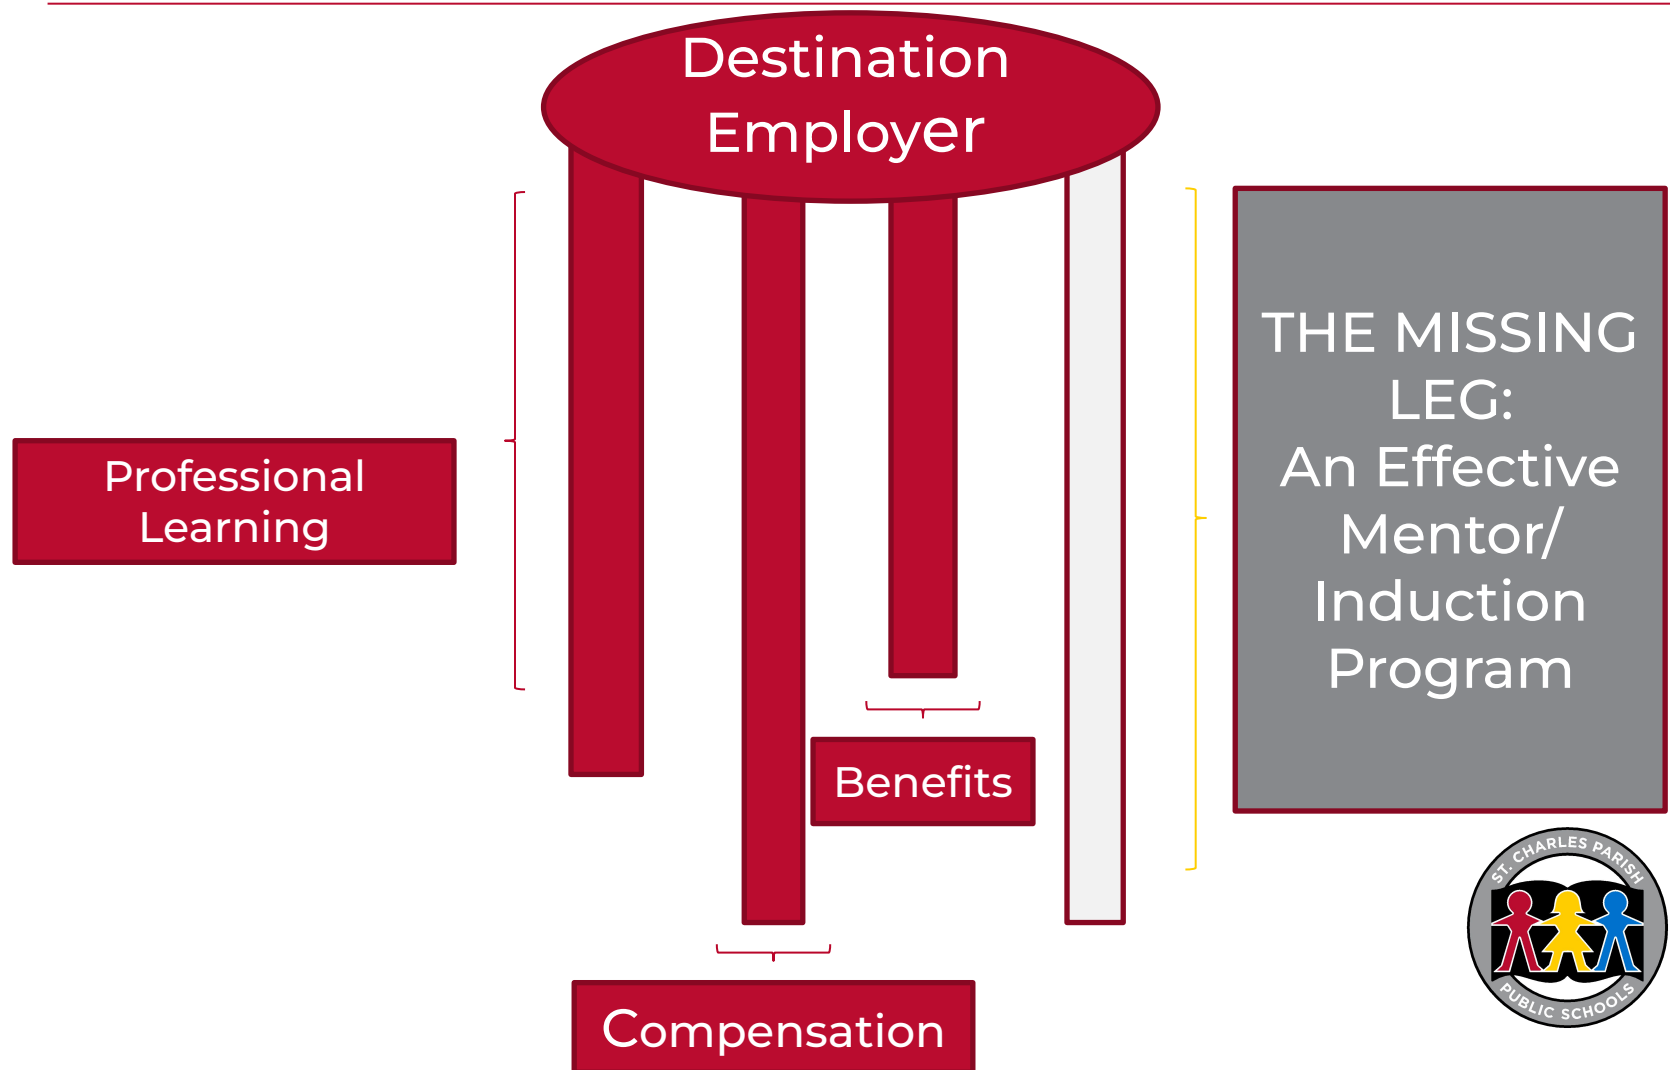 Destination
Employer
Professional
Learning
THE MISSING
LEG:
An Effective
Mentor/
Induction
Program
Benefits
Compensation
ST. CHARLES PARISH
PUBLIC SCHOOLS